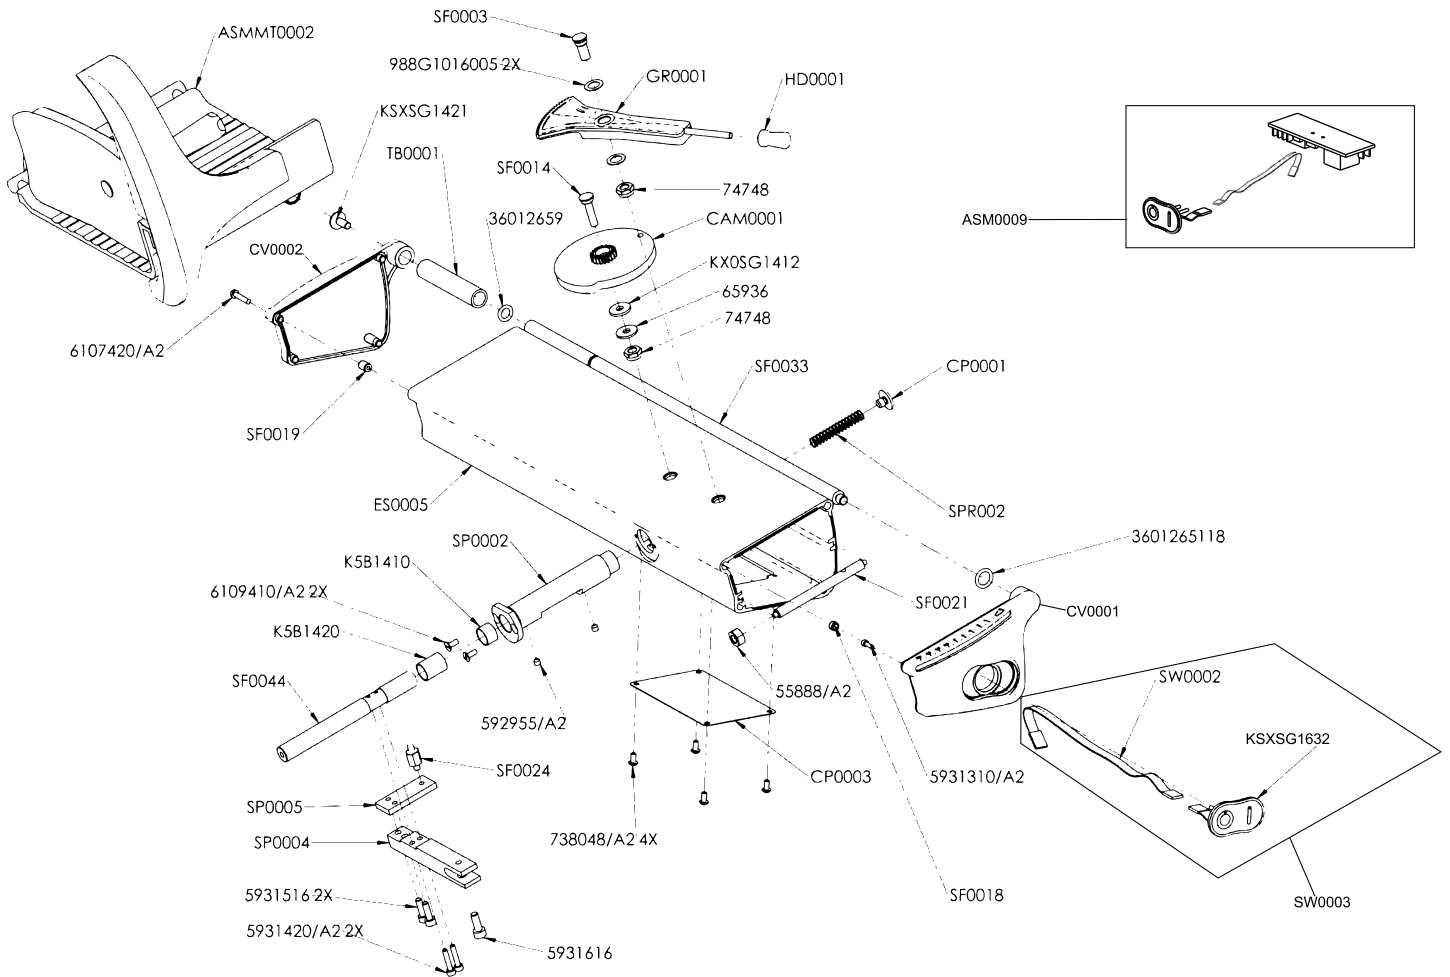 SF0003
ASMMT0002
988G1016005 2X
GR0001
HD0001
KSXSG1421
TB0001
SF0014
74748
36012659
CAM0001
ASM0009
CV0002
KX0SG1412
65936
74748
6107420/A2
SF0033
CP0001
SF0019
ES0005
SPR002
SP0002
3601265118
K5B1410
6109410/A2 2X
SF0021
CV0001
K5B1420
SF0044
SW0002
55888/A2
592955/A2
KSXSG1632
SF0024
CP0003
5931310/A2
SP0005
738048/A2 4X
SP0004
5931516 2X
SF0018
SW0003
5931420/A2 2X
5931616